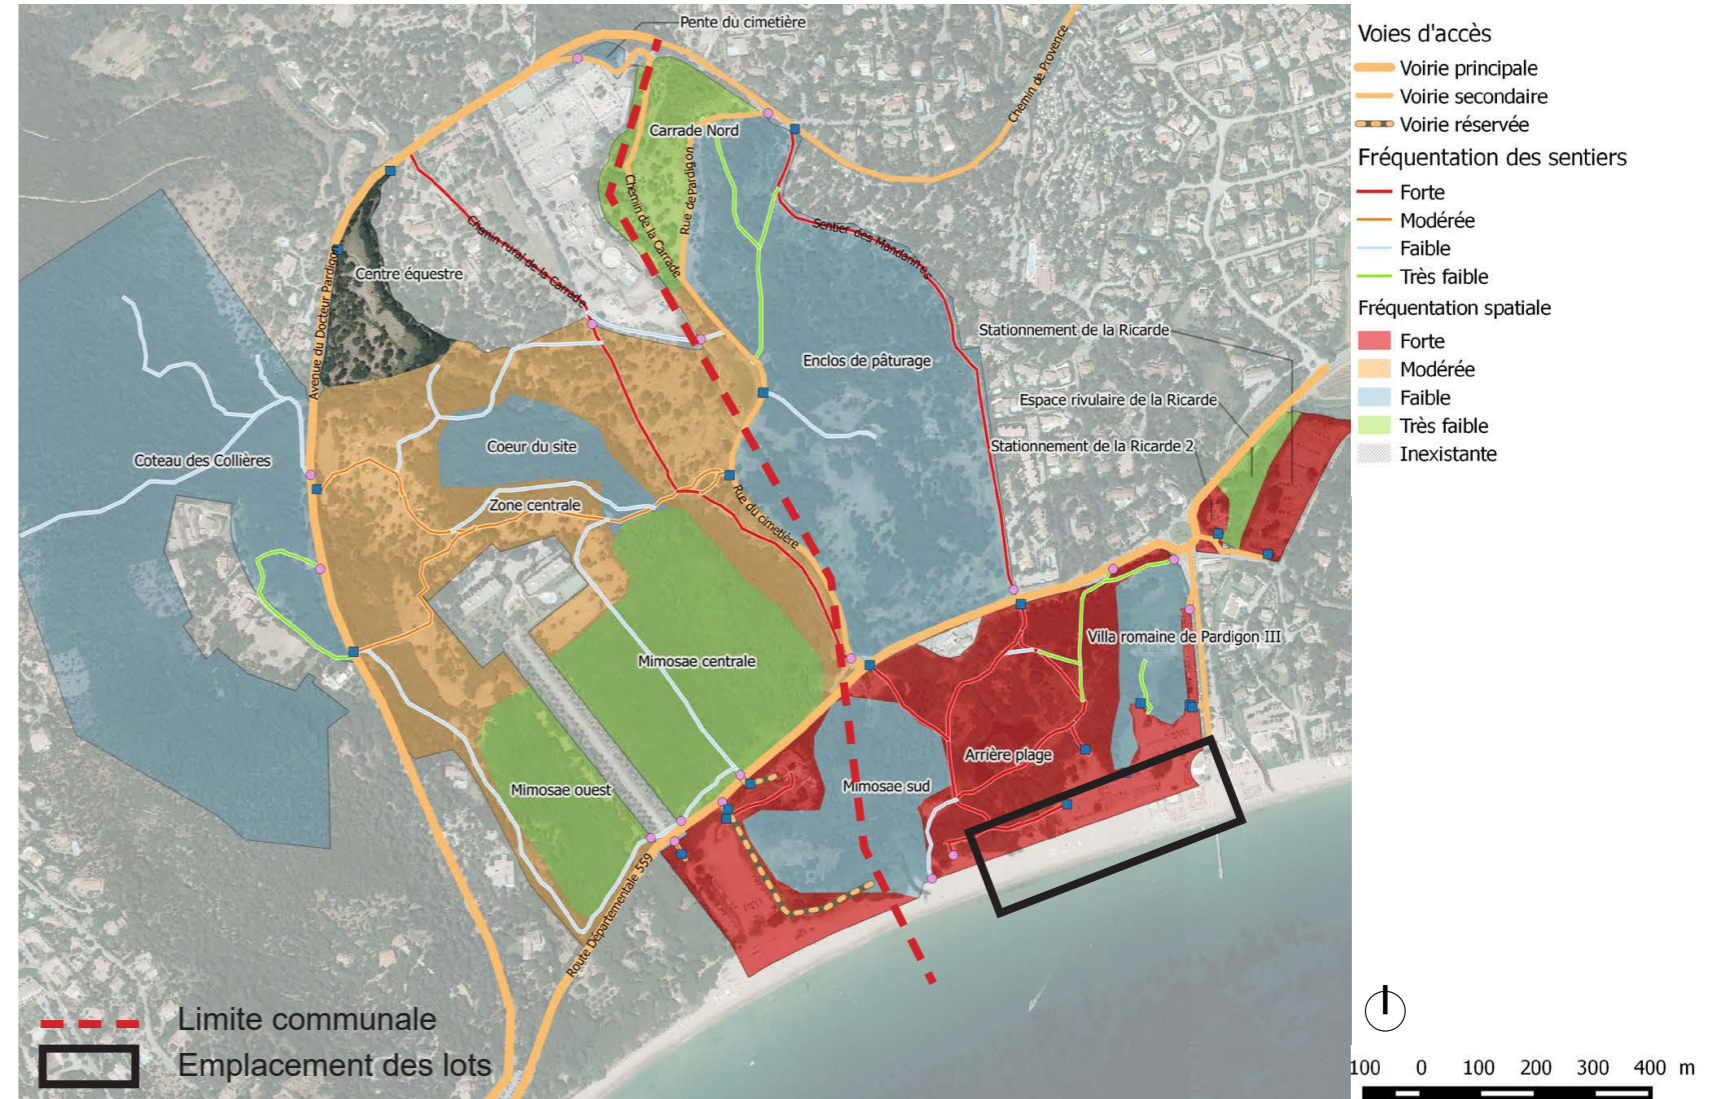 Pente du cimetière
Carrade Nord
Chemin de Provence
Rue de Pardigon
Chemin de la Carrade
Sentier des Mandarines
Chemin rural de la Carrade
Centre équestre
Avenue du Docteur Pardigon
Enclos de pâturage
Stationnement de la Ricarde
Espace rivulaire de la Ricarde
Stationnement de la Ricarde 2
Coteau des Collières
Coeur du site
Zone centrale
Rue du cimetière
Mimosae centrale
Villa romaine de Pardigon III
Arrière plage
Mimosae ouest
Mimosae sud
Route Départementale 559
Limite communale
Emplacement des lots
Voies d'accès
Voirie principale
Voirie secondaire
Voirie réservée
Fréquentation des sentiers
Forte
Modérée
Faible
Très faible
Fréquentation spatiale
Forte
Modérée
Faible
Très faible
Inexistante
100 0 100 200 300 400 m